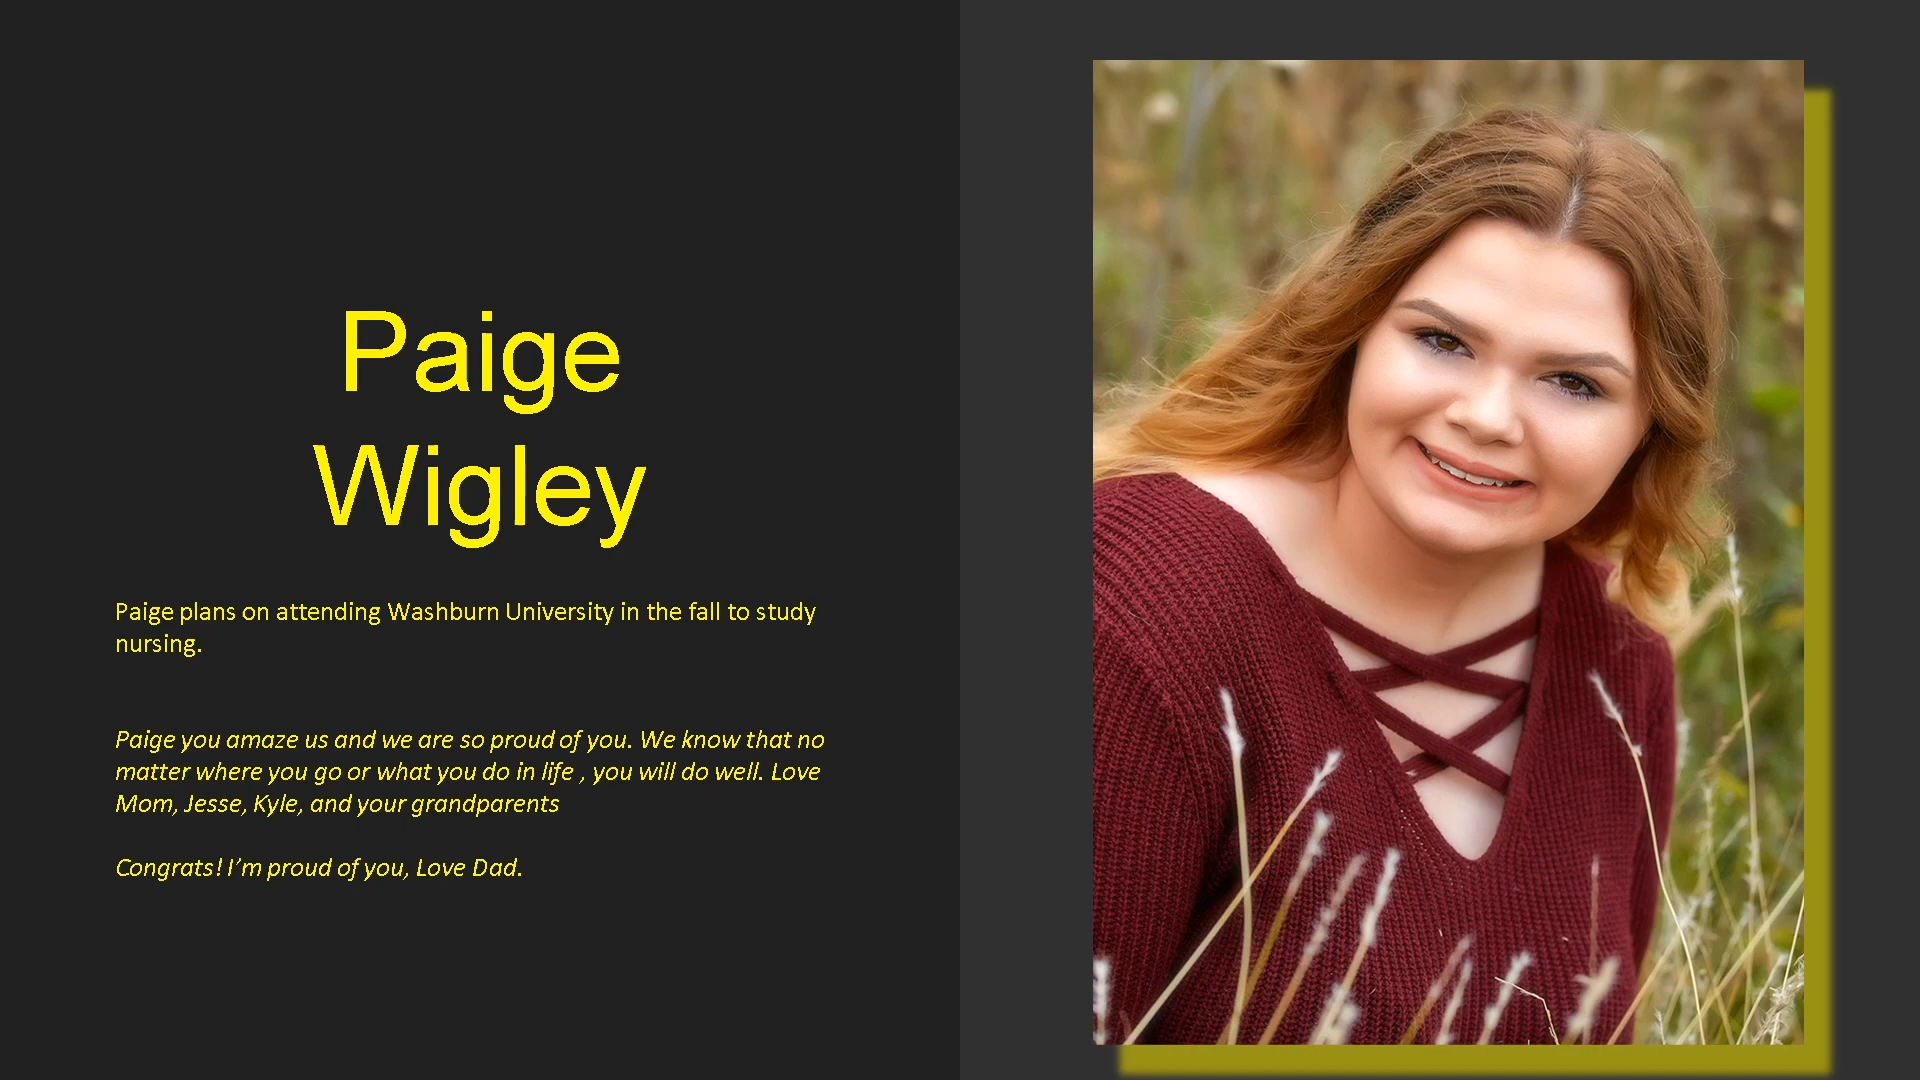 Paige
Wigley
Paige plans on attending Washburn University in the fall to study
nursing.
Paige you amaze us and we are so proud of you. We know that no
matter where you go or what you do in life , you will do well. Love
Mom, Jesse, Kyle, and your grandparents
Congrats! I’m proud of you, Love Dad.